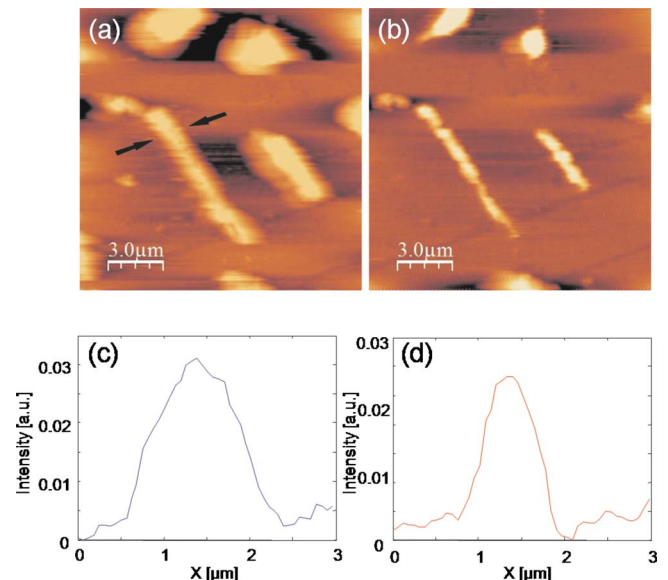 (a)
(b)
3.0μm
3.0μm
(c)
(d)
Intensity [a.u.]
0.03
0.02
0.01
0
0 1 2 3
X [μm]
Intensity [a.u.]
0.03
0.02
0.01
0
0 1 2 3
X [μm]